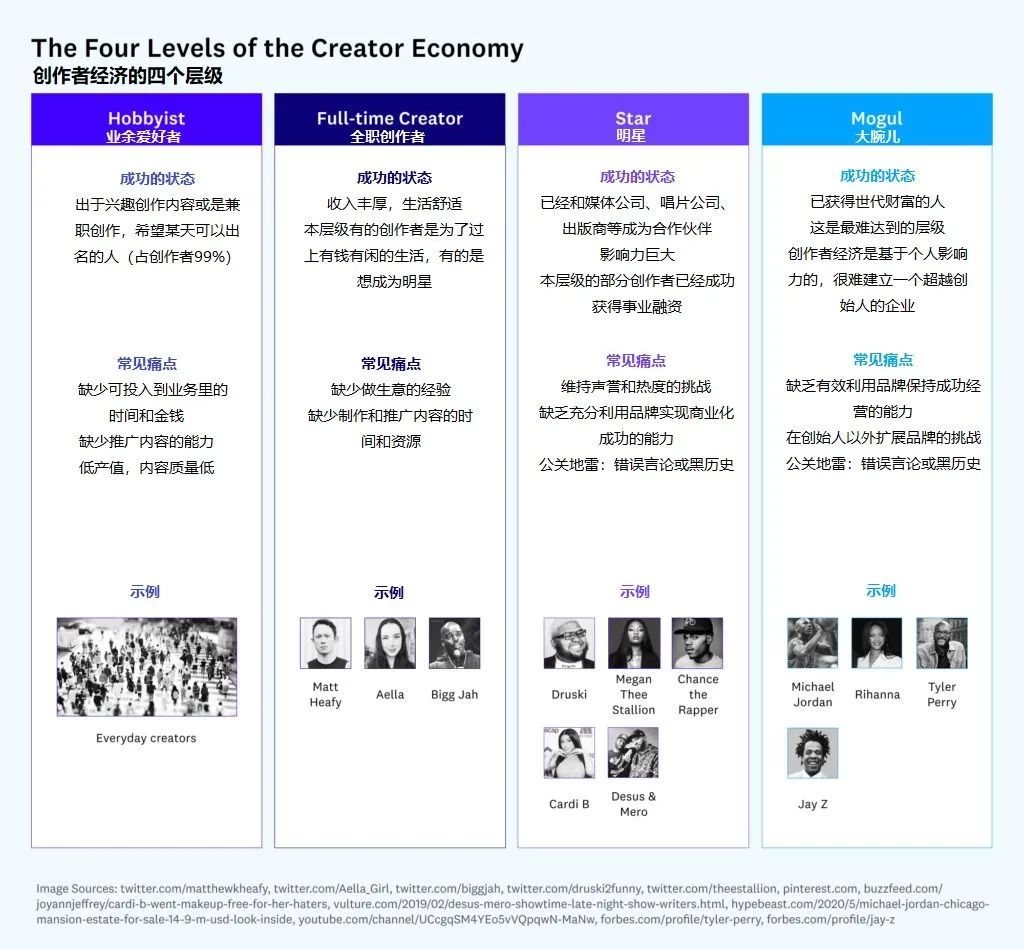 The Four Levels of the Creator Economy
创作者经济的四个层级
Hobbyist
业余爱好者
成功的状态
出于兴趣创作内容或是兼
职创作，希望某天可以出
名的人（占创作者99%）
常见痛点
缺少可投入到业务里的
时间和金钱
缺少推广内容的能力
低产值，内容质量低
示例
Everyday creators
Full-time Creator
全职创作者
成功的状态
收入丰厚，生活舒适
本层级有的创作者是为了过
上有钱有闲的生活，有的是
想成为明星
常见痛点
缺少做生意的经验
缺少制作和推广内容的时
间和资源
示例
Matt
Heafy
Aella
Bigg Jah
Star
明星
成功的状态
已经和媒体公司、唱片公司、
出版商等成为合作伙伴
影响力巨大
本层级的部分创作者已经成功
获得事业融资
常见痛点
维持声誉和热度的挑战
缺乏充分利用品牌实现商业化
成功的能力
公关地雷：错误言论或黑历史
示例
Druski
Megan
Thee
Stallion
Chance
the
Rapper
Cardi B
Desus &
Mero
Mogul
大腕儿
成功的状态
已获得世代财富的人
这是最难达到的层级
创作者经济是基于个人影响
力的，很难建立一个超越创
始人的企业
常见痛点
缺乏有效利用品牌保持成功经
营的能力
在创始人以外扩展品牌的挑战
公关地雷：错误言论或黑历史
示例
Michael
Jordan
Rihanna
Tyler
Perry
Jay Z
Image Sources: twitter.com/matthewkheafy, twitter.com/Aella_Girl, twitter.com/biggjah, twitter.com/druski2funny, twitter.com/theestallion, pinterest.com, buzzfeed.com/
joyannjeffrey/cardi-b-went-makeup-free-for-her-haters, vulture.com/2019/02/desus-mero-showtime-late-night-show-writers.html, hypebeast.com/2020/5/michael-jordan-chicago-
mansion-estate-for-sale-14-9-m-usd-look-inside, youtube.com/channel/UCcgqSM4YEo5vVQpqwN-MaNw, forbes.com/profile/tyler-perry, forbes.com/profile/jay-z